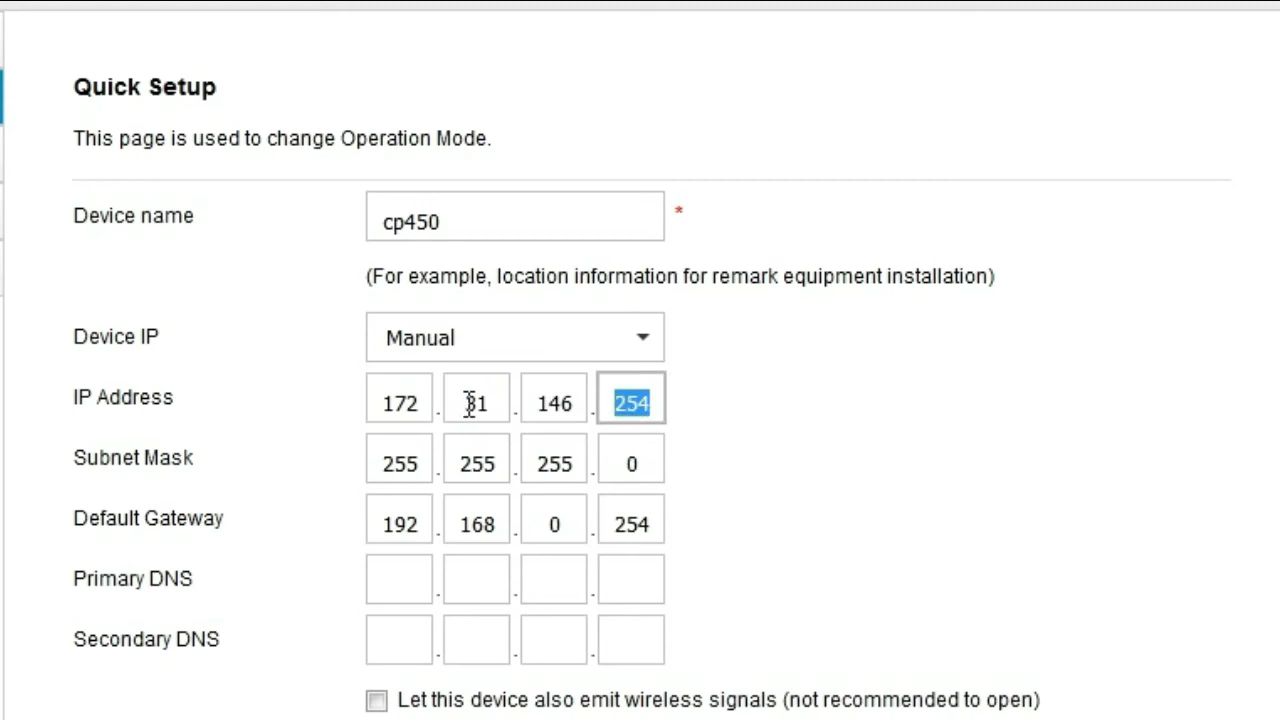 Quick Setup
This page is used to change Operation Mode.
Device name cp450 *
(For example, location information for remark equipment installation)
Device IP Manual
IP Address 172 . 31 . 146 . 254
Subnet Mask 255 . 255 . 255 . 0
Default Gateway 192 . 168 . 0 . 254
Primary DNS . . .
Secondary DNS . . .
Let this device also emit wireless signals (not recommended to open)